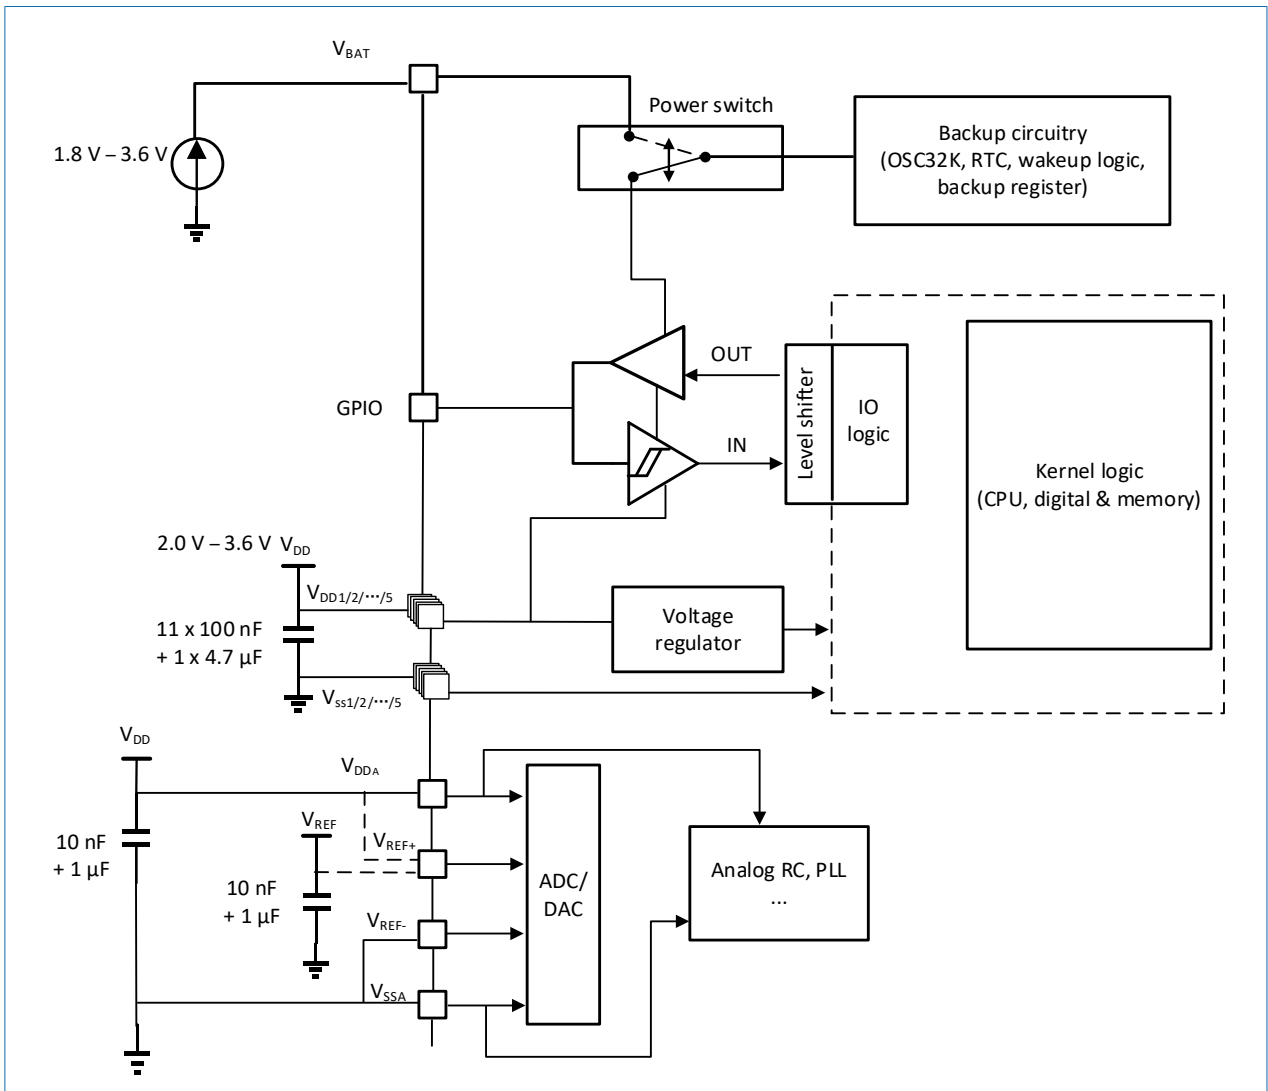 VBAT
Power switch
1.8 V – 3.6 V
Backup circuitry
(OSC32K, RTC, wakeup logic,
backup register)
OUT
GPIO
Level shifter
IO
logic
IN
Kernel logic
(CPU, digital & memory)
2.0 V – 3.6 V VDD
VDD1/2/···/5
11 x 100 nF
+ 1 x 4.7 µF
Voltage
regulator
Vss1/2/···/5
VDD
VDDA
VREF
VREF+
10 nF
+ 1 µF
10 nF
+ 1 µF
ADC/
DAC
Analog RC, PLL
...
VREF-
VSSA